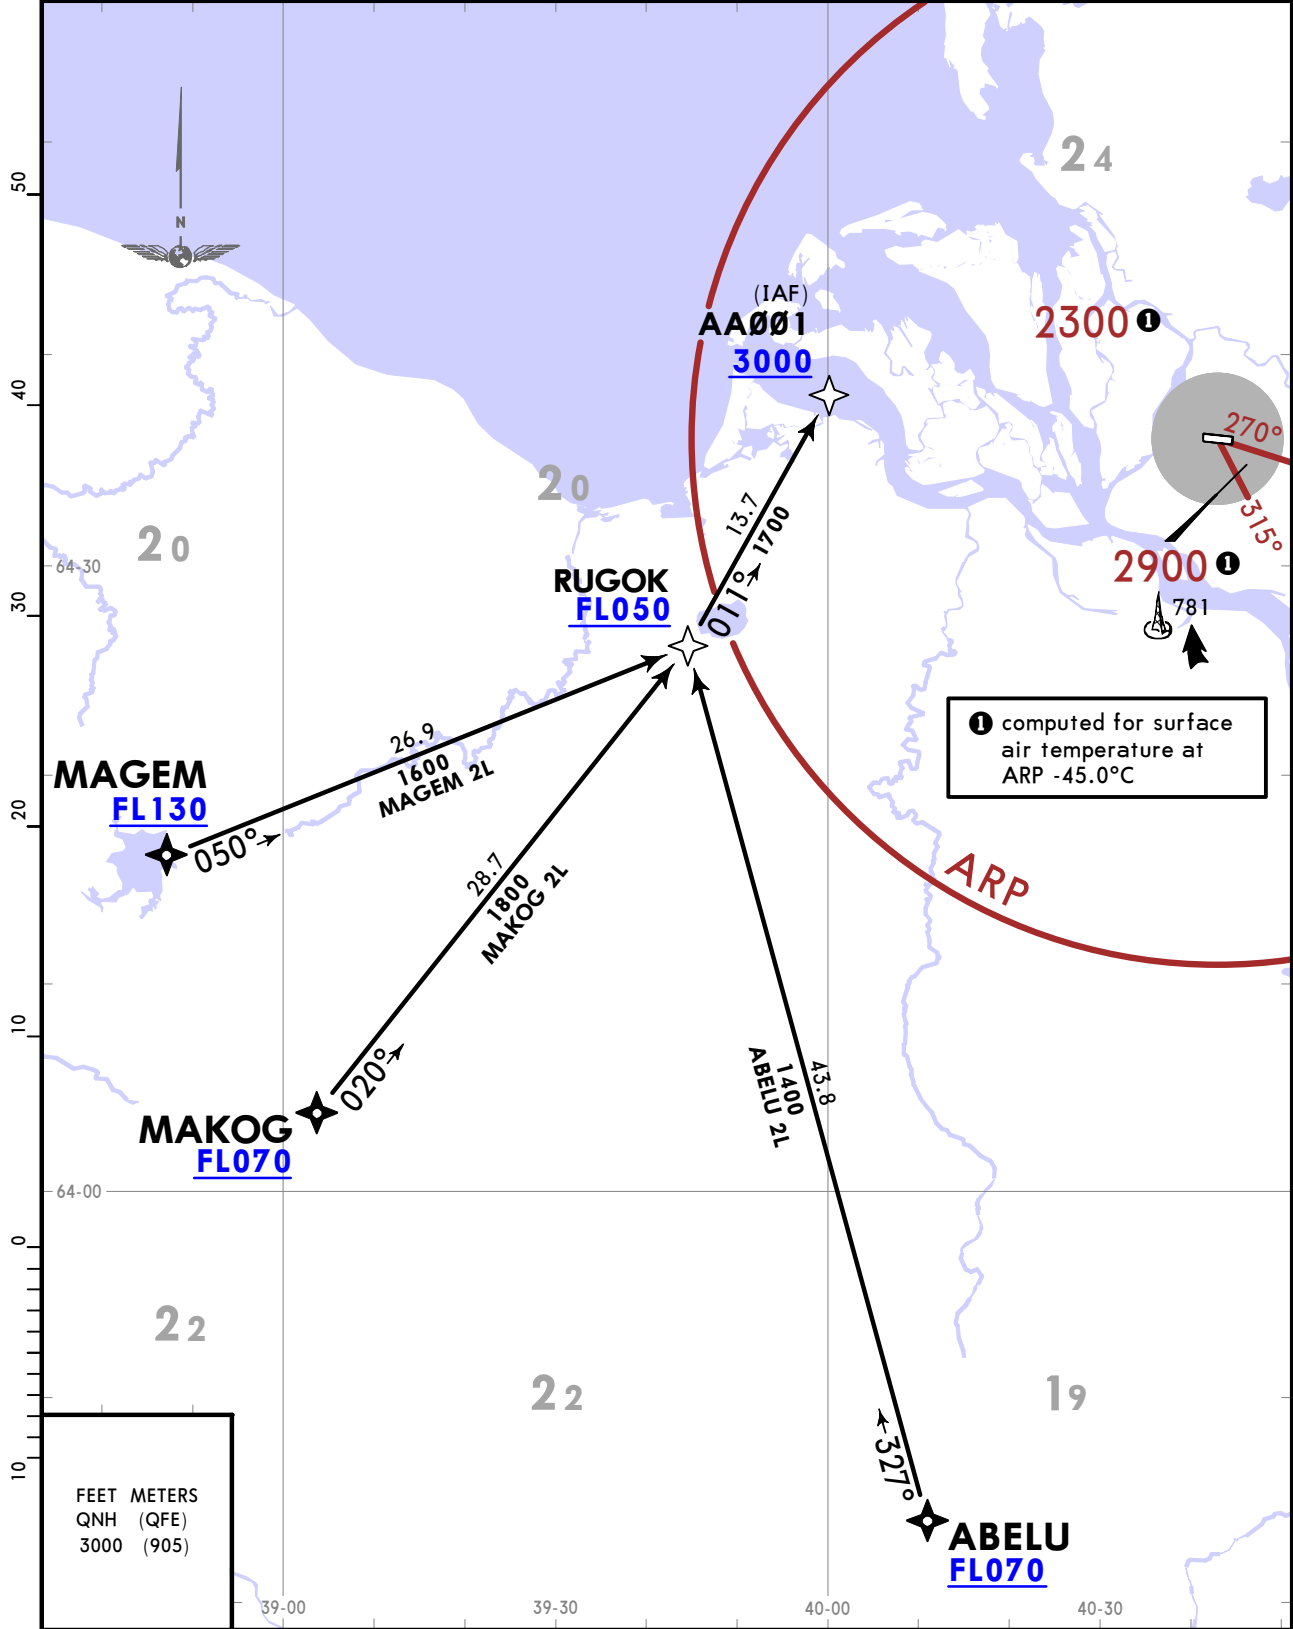 50
N
24
(IAF)
AAØØ1
3000
2300 ❶
40
270°
315°
20
20
13.7
1700
011°
64-30
RUGOK
FL050
2900 ❶
781
30
❶ computed for surface
air temperature at
ARP -45.0°C
26.9
1600
MAGEM 2L
MAGEM
FL130
050°
20
ARP
28.7
1800
MAKOG 2L
10
020°
MAKOG
FL070
43.8
1400
ABELU 2L
64-00
0
22
22
19
327°
10
ABELU
FL070
FEET METERS
QNH (QFE)
3000 (905)
39-00
39-30
40-00
40-30